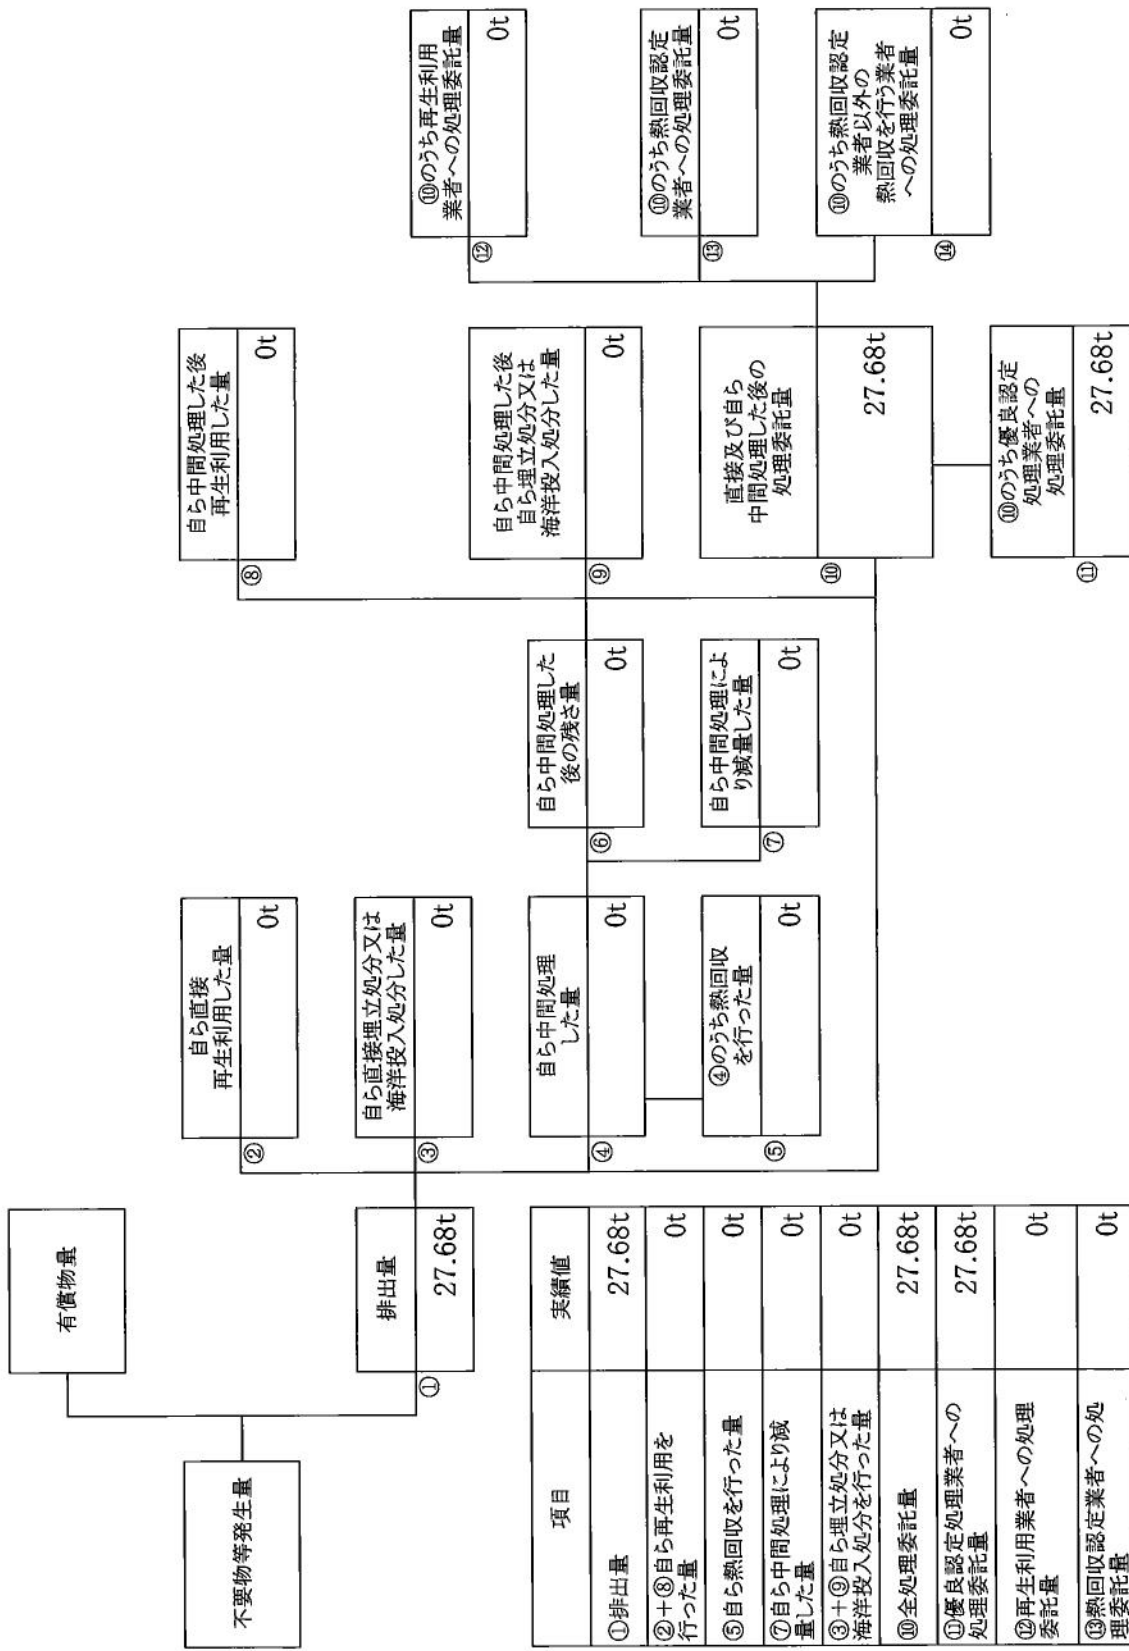 不要物等発生量
有償物量
排出量
①
27.68t
自ら直接
再生利用した量
②
0t
自ら直接埋立処分又は
海洋投入処分した量
③
0t
自ら中間処理
した量
④
0t
④のうち熱回収
を行った量
⑤
0t
自ら中間処理した
後の残さ量
⑥
0t
自ら中間処理によ
り減量した量
⑦
0t
自ら中間処理した後
再生利用した量
⑧
0t
自ら中間処理した後
自ら埋立処分又は
海洋投入処分した量
⑨
0t
直接及び自ら
中間処理した後の
処理委託量
⑩
27.68t
⑩のうち優良認定
処理業者への
処理委託量
⑪
27.68t
⑩のうち再生利用
業者への処理委託量
⑫
0t
⑩のうち熱回収認定
業者への処理委託量
⑬
0t
⑩のうち熱回収認定
業者以外の
熱回収を行う業者
への処理委託量
⑭
0t
項目
実績値
①排出量
27.68t
②+⑧自ら再生利用を
行った量
0t
⑤自ら熱回収を行った量
0t
⑦自ら中間処理により減
量した量
0t
③+⑨自ら埋立処分又は
海洋投入処分を行った量
0t
⑩全処理委託量
27.68t
⑪優良認定処理業者への
処理委託量
27.68t
⑫再生利用業者への処理
委託量
0t
⑬熱回収認定業者への処
理委託量
0t